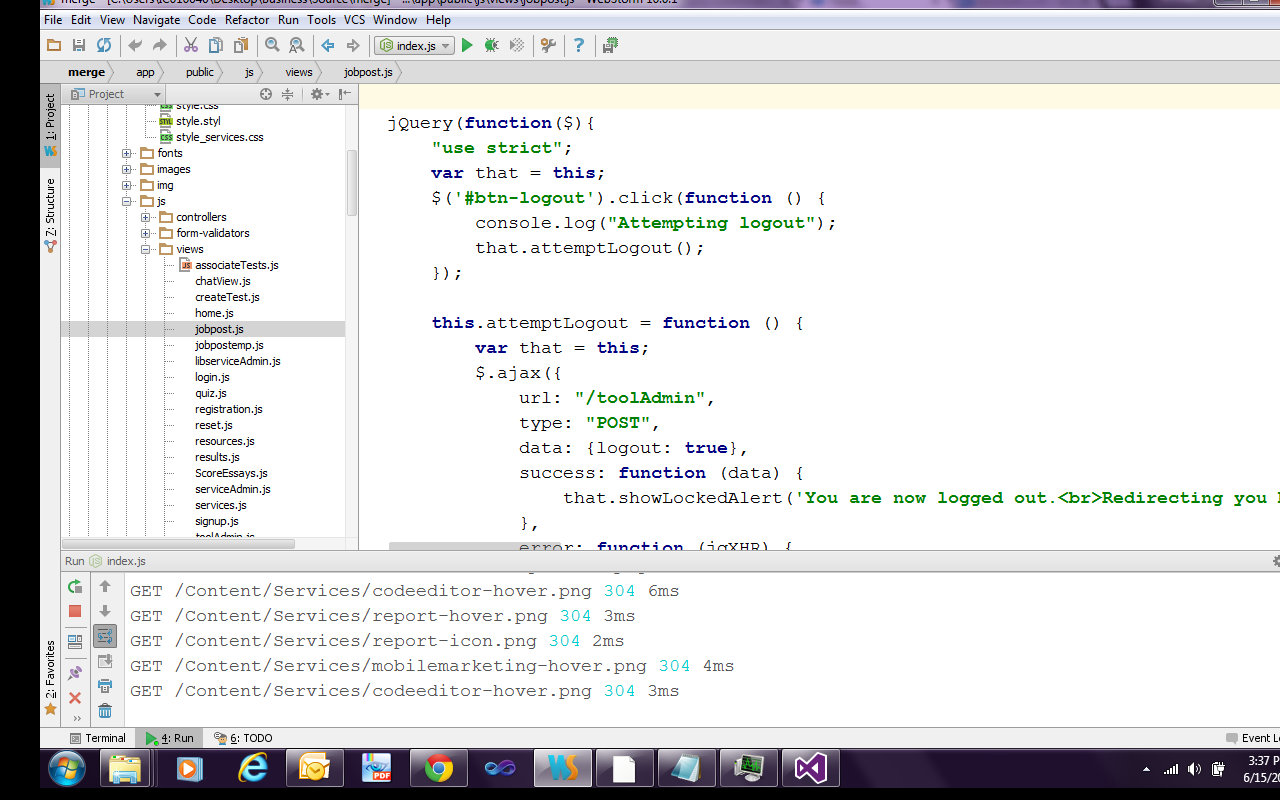 merge - [C:\Users\re010046\Desktop\Business\Source\merge] - ...\app\public\js\views\jobpost.js - WebStorm 10.0.1
File Edit View Navigate Code Refactor Run Tools VCS Window Help
index.js
merge app public js views jobpost.js
Project
1: Project
7: Structure
2: Favorites
style.css
style.styl
style_services.css
fonts
images
img
js
controllers
form-validators
views
associateTests.js
chatView.js
createTest.js
home.js
jobpost.js
jobpostemp.js
libserviceAdmin.js
login.js
quiz.js
registration.js
reset.js
resources.js
results.js
ScoreEssays.js
serviceAdmin.js
services.js
signup.js
toolAdmin.js
jQuery(function($){
"use strict";
var that = this;
$('#btn-logout').click(function () {
console.log("Attempting logout");
that.attemptLogout();
});
this.attemptLogout = function () {
var that = this;
$.ajax({
url: "/toolAdmin",
type: "POST",
data: {logout: true},
success: function (data) {
that.showLockedAlert('You are now logged out.<br>Redirecting you
},
error: function (jqXHR) {
Run index.js
GET /Content/Services/codeeditor-hover.png 304 6ms
GET /Content/Services/report-hover.png 304 3ms
GET /Content/Services/report-icon.png 304 2ms
GET /Content/Services/mobilemarketing-hover.png 304 4ms
GET /Content/Services/codeeditor-hover.png 304 3ms
Terminal 4: Run 6: TODO Event Lo
3:37 P
6/15/20